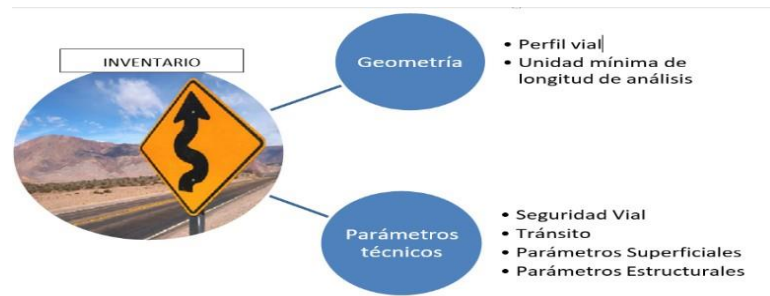 INVENTARIO
Geometría
• Perfil vial
• Unidad mínima de
longitud de análisis
Parámetros
técnicos
• Seguridad Vial
• Tránsito
• Parámetros Superficiales
• Parámetros Estructurales